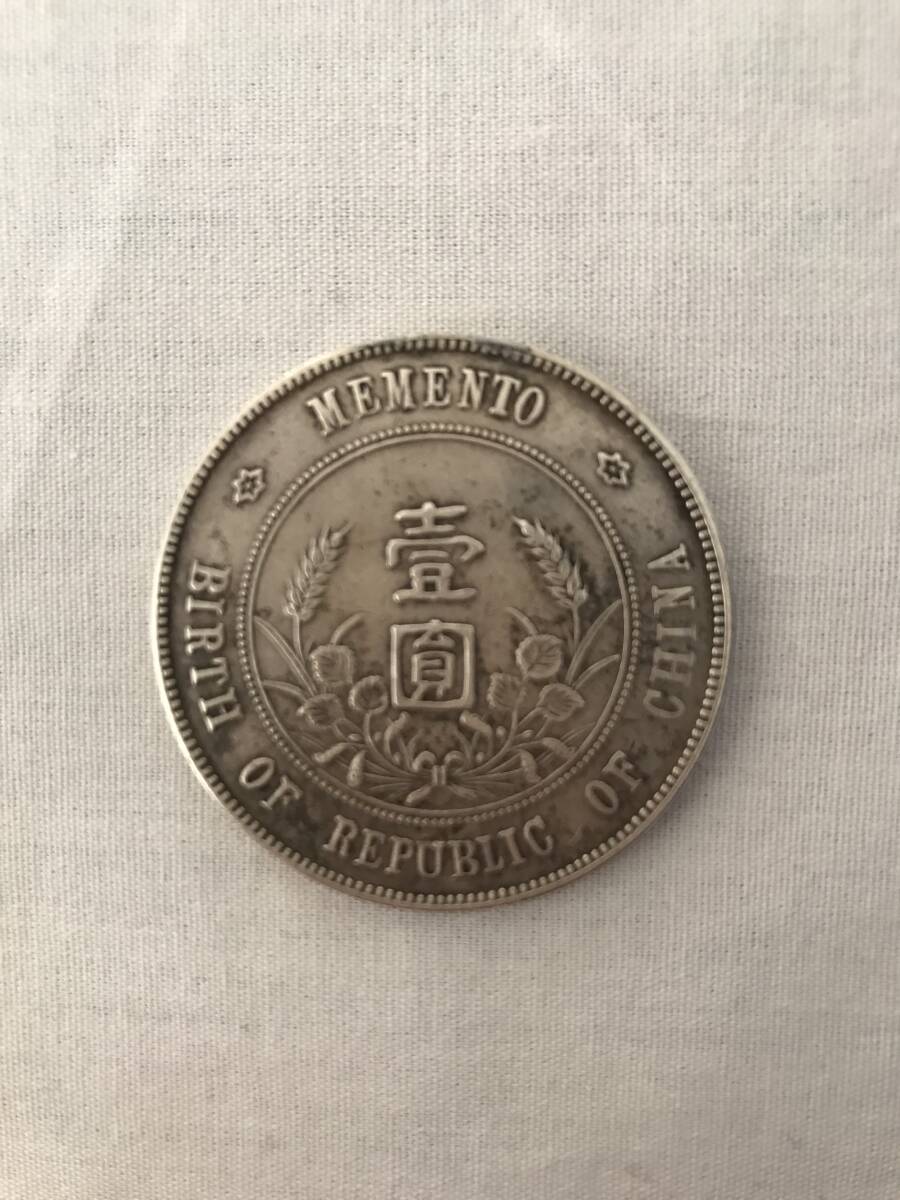 MEMENTO
壹
圓
BIRTH OF REPUBLIC OF CHINA